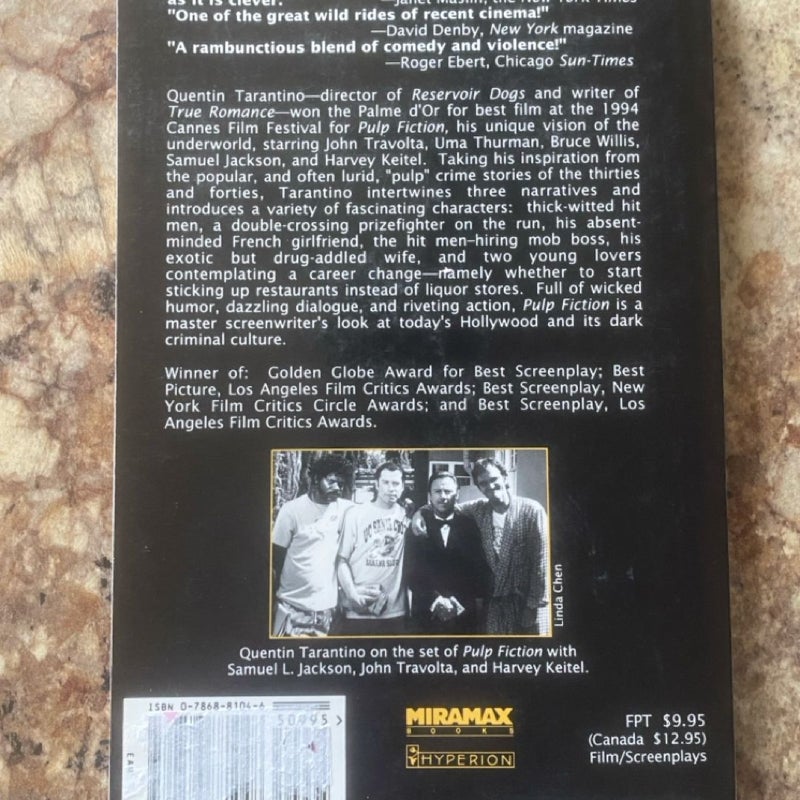 as it is clever." —Janet Maslin, the New York Times
"One of the great wild rides of recent cinema!"
—David Denby, New York magazine
"A rambunctious blend of comedy and violence!"
—Roger Ebert, Chicago Sun-Times
Quentin Tarantino—director of Reservoir Dogs and writer of
True Romance—won the Palme d'Or for best film at the 1994
Cannes Film Festival for Pulp Fiction, his unique vision of the
underworld, starring John Travolta, Uma Thurman, Bruce Willis,
Samuel Jackson, and Harvey Keitel. Taking his inspiration from
the popular, and often lurid, "pulp" crime stories of the thirties
and forties, Tarantino intertwines three narratives and
introduces a variety of fascinating characters: thick-witted hit
men, a double-crossing prizefighter on the run, his absent-
minded French girlfriend, the hit men-hiring mob boss, his
exotic but drug-addled wife, and two young lovers
contemplating a career change—namely whether to start
sticking up restaurants instead of liquor stores. Full of wicked
humor, dazzling dialogue, and riveting action, Pulp Fiction is a
master screenwriter's look at today's Hollywood and its dark
criminal culture.
Winner of: Golden Globe Award for Best Screenplay; Best
Picture, Los Angeles Film Critics Awards; Best Screenplay, New
York Film Critics Circle Awards; and Best Screenplay, Los
Angeles Film Critics Awards.
UC SANTA CRUZ
Linda Chen
Quentin Tarantino on the set of Pulp Fiction with
Samuel L. Jackson, John Travolta, and Harvey Keitel.
ISBN 0-7868-8104-6
50995>
EAN
MIRAMAX
BOOKS
HYPERION
FPT $9.95
(Canada $12.95)
Film/Screenplays